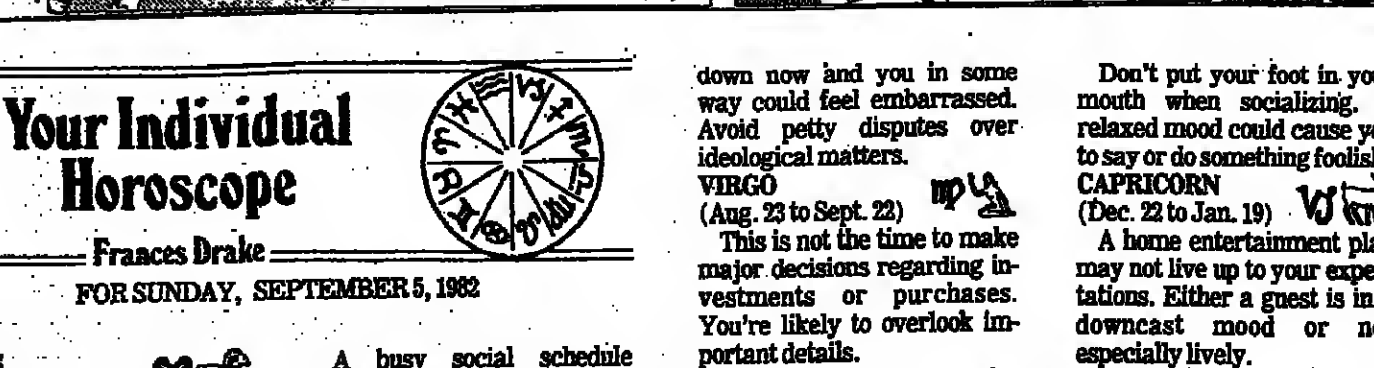 Your Individual
Horoscope
Frances Drake
FOR SUNDAY, SEPTEMBER 5, 1982
A busy social schedule
down now and you in some
way could feel embarrassed.
Avoid petty disputes over
ideological matters.
VIRGO
(Aug. 23 to Sept. 22)
This is not the time to make
major decisions regarding in-
vestments or purchases.
You're likely to overlook im-
portant details.
Don't put your foot in
mouth when socializing.
relaxed mood could cause
to say or do something
CAPRICORN
(Dec. 22 to Jan. 19)
A home entertainment
may not live up to your
tations. Either a guest is in
downcast mood or
especially lively.